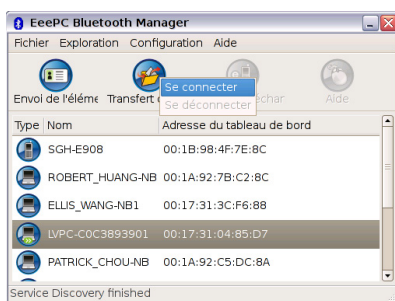 EeePC Bluetooth Manager
Fichier Exploration Configuration Aide
Se connecter
Se déconnecter
Envoi de l'éléme Transfert Aide
Type Nom Adresse du tableau de bord
SGH-E908 00:1B:98:4F:7E:8C
ROBERT_HUANG-NB 00:1A:92:7B:C2:8C
ELLIS_WANG-NB1 00:17:31:3C:F6:88
LVPC-C0C3893901 00:17:31:04:85:D7
PATRICK_CHOU-NB 00:1A:92:C5:DC:8A
Service Discovery finished